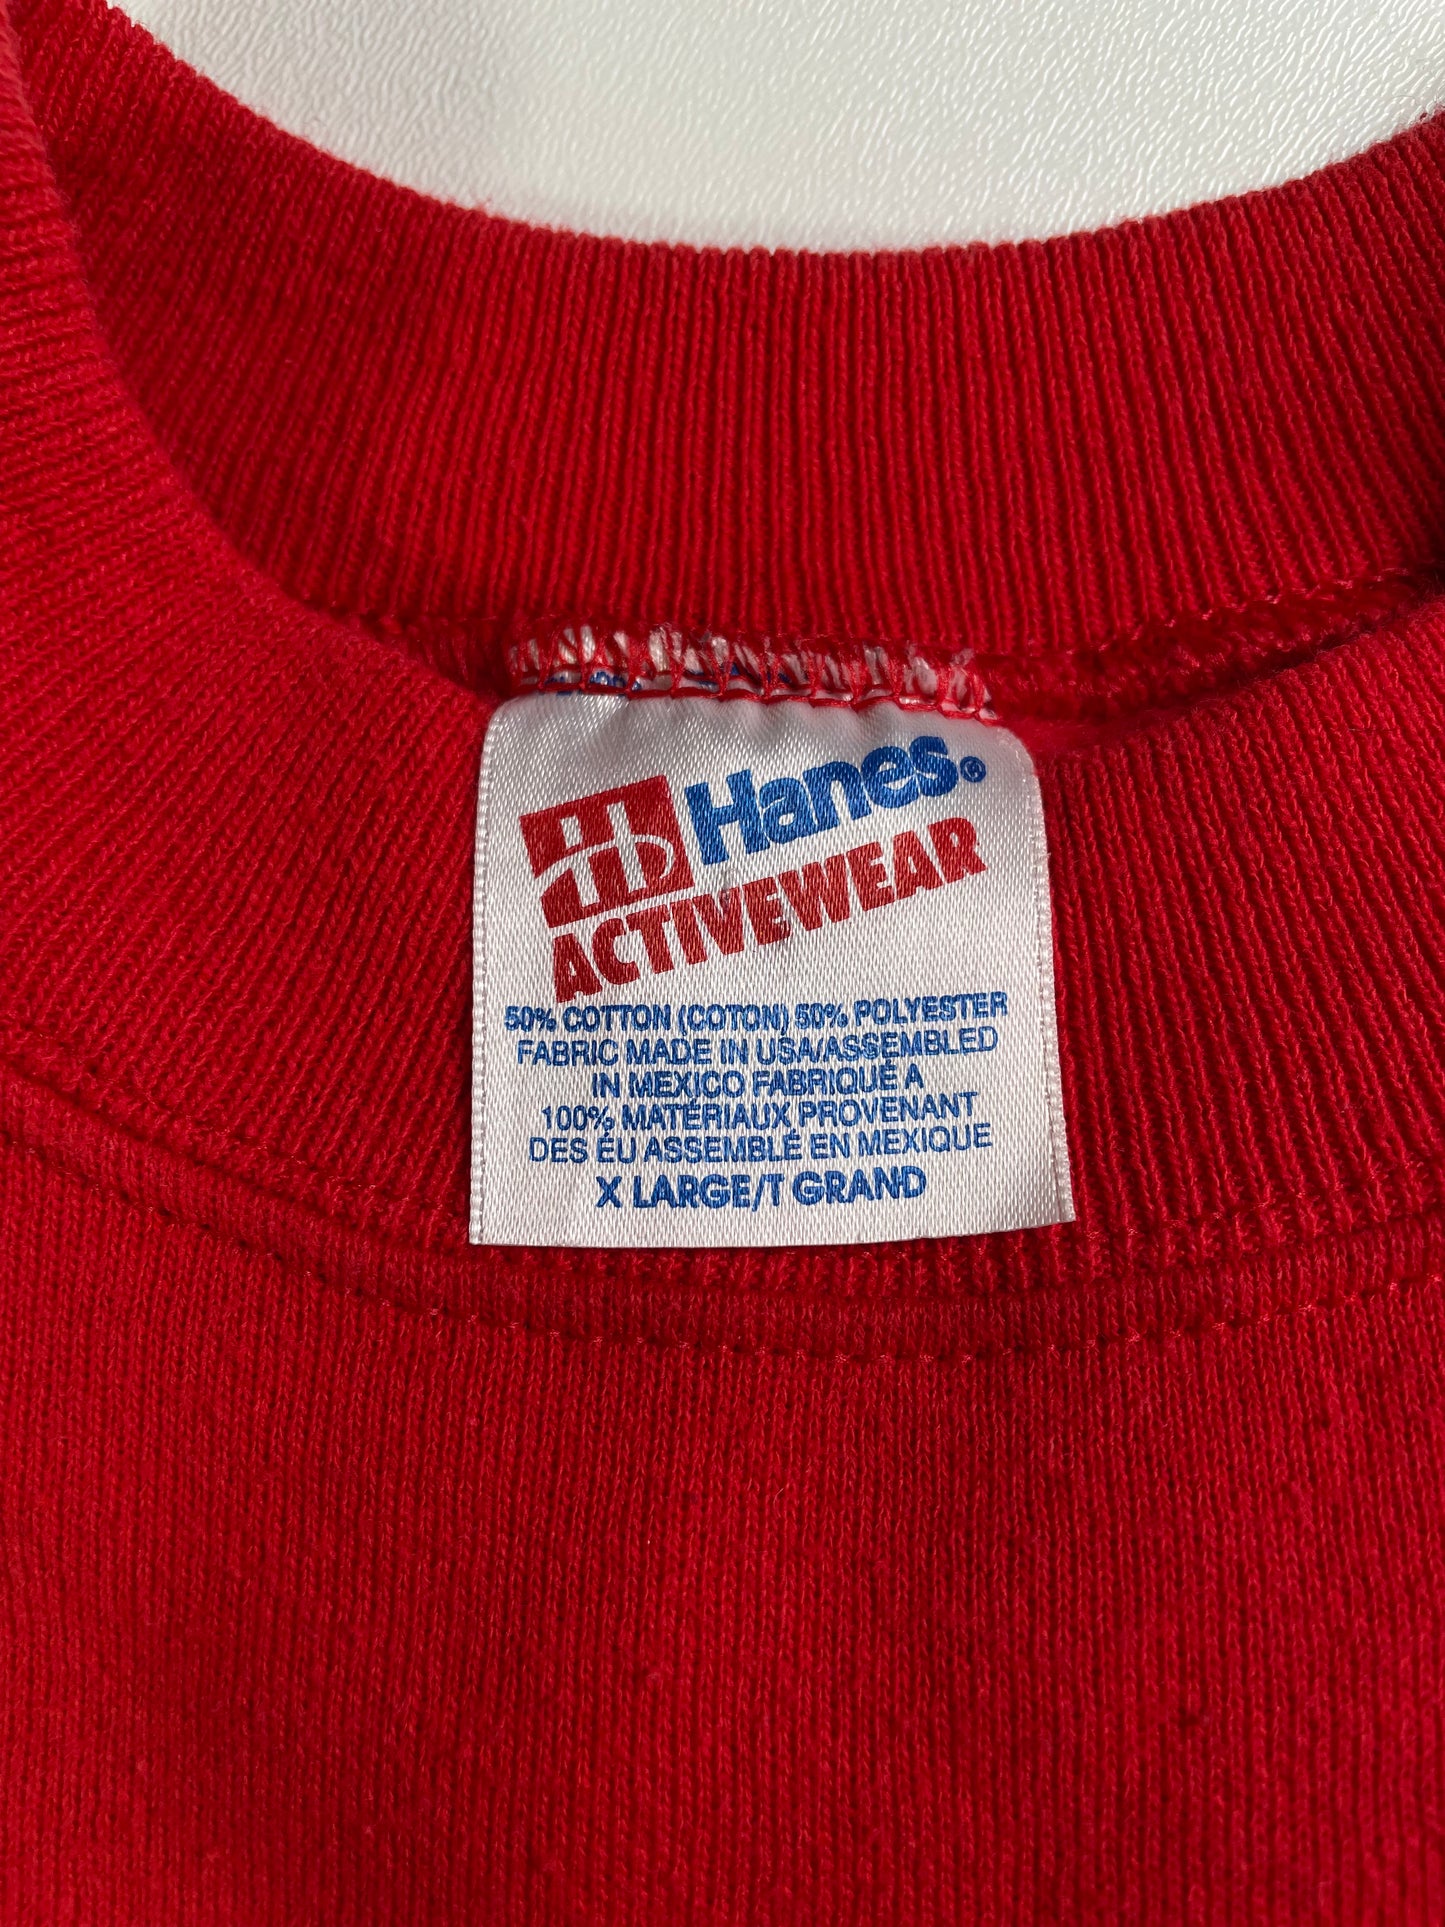 Hanes®
ACTIVEWEAR
50% COTTON (COTON) 50% POLYESTER
FABRIC MADE IN USA/ASSEMBLED
IN MEXICO FABRIQUÉ A
100% MATÉRIAUX PROVENANT
DES ÉU ASSEMBLÉ EN MEXIQUE
X LARGE/T GRAND